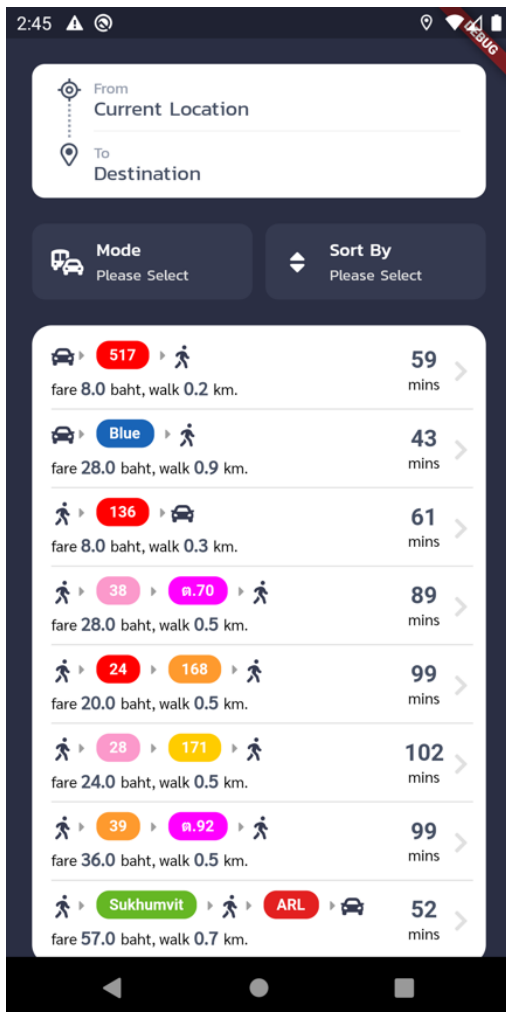 2:45
DEBUG
From
Current Location
To
Destination
Mode
Please Select
Sort By
Please Select
517
59
mins
fare 8.0 baht, walk 0.2 km.
Blue
43
mins
fare 28.0 baht, walk 0.9 km.
136
61
mins
fare 8.0 baht, walk 0.3 km.
38 ต.70
89
mins
fare 28.0 baht, walk 0.5 km.
24 168
99
mins
fare 20.0 baht, walk 0.5 km.
28 171
102
mins
fare 24.0 baht, walk 0.5 km.
39 ต.92
99
mins
fare 36.0 baht, walk 0.5 km.
Sukhumvit ARL
52
mins
fare 57.0 baht, walk 0.7 km.